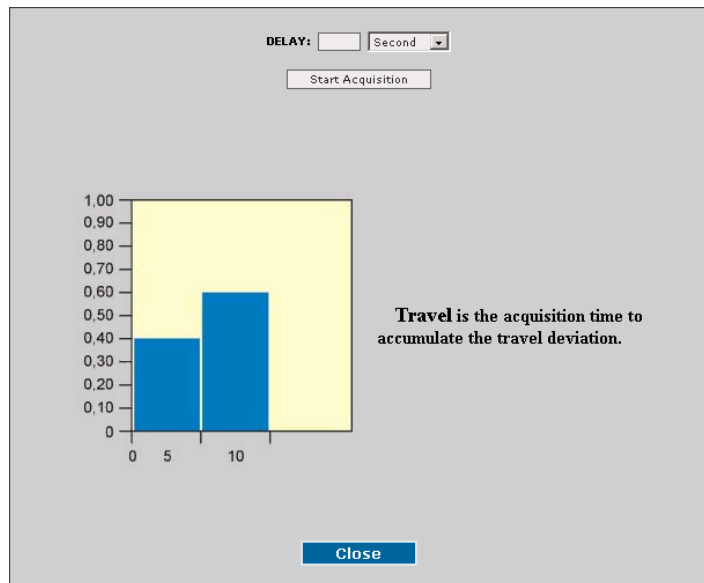 DELAY: Second
Start Acquisition
1,00
0,90
0,80
0,70
0,60
0,50
0,40
0,30
0,20
0,10
0
0 5 10
Travel is the acquisition time to
accumulate the travel deviation.
Close